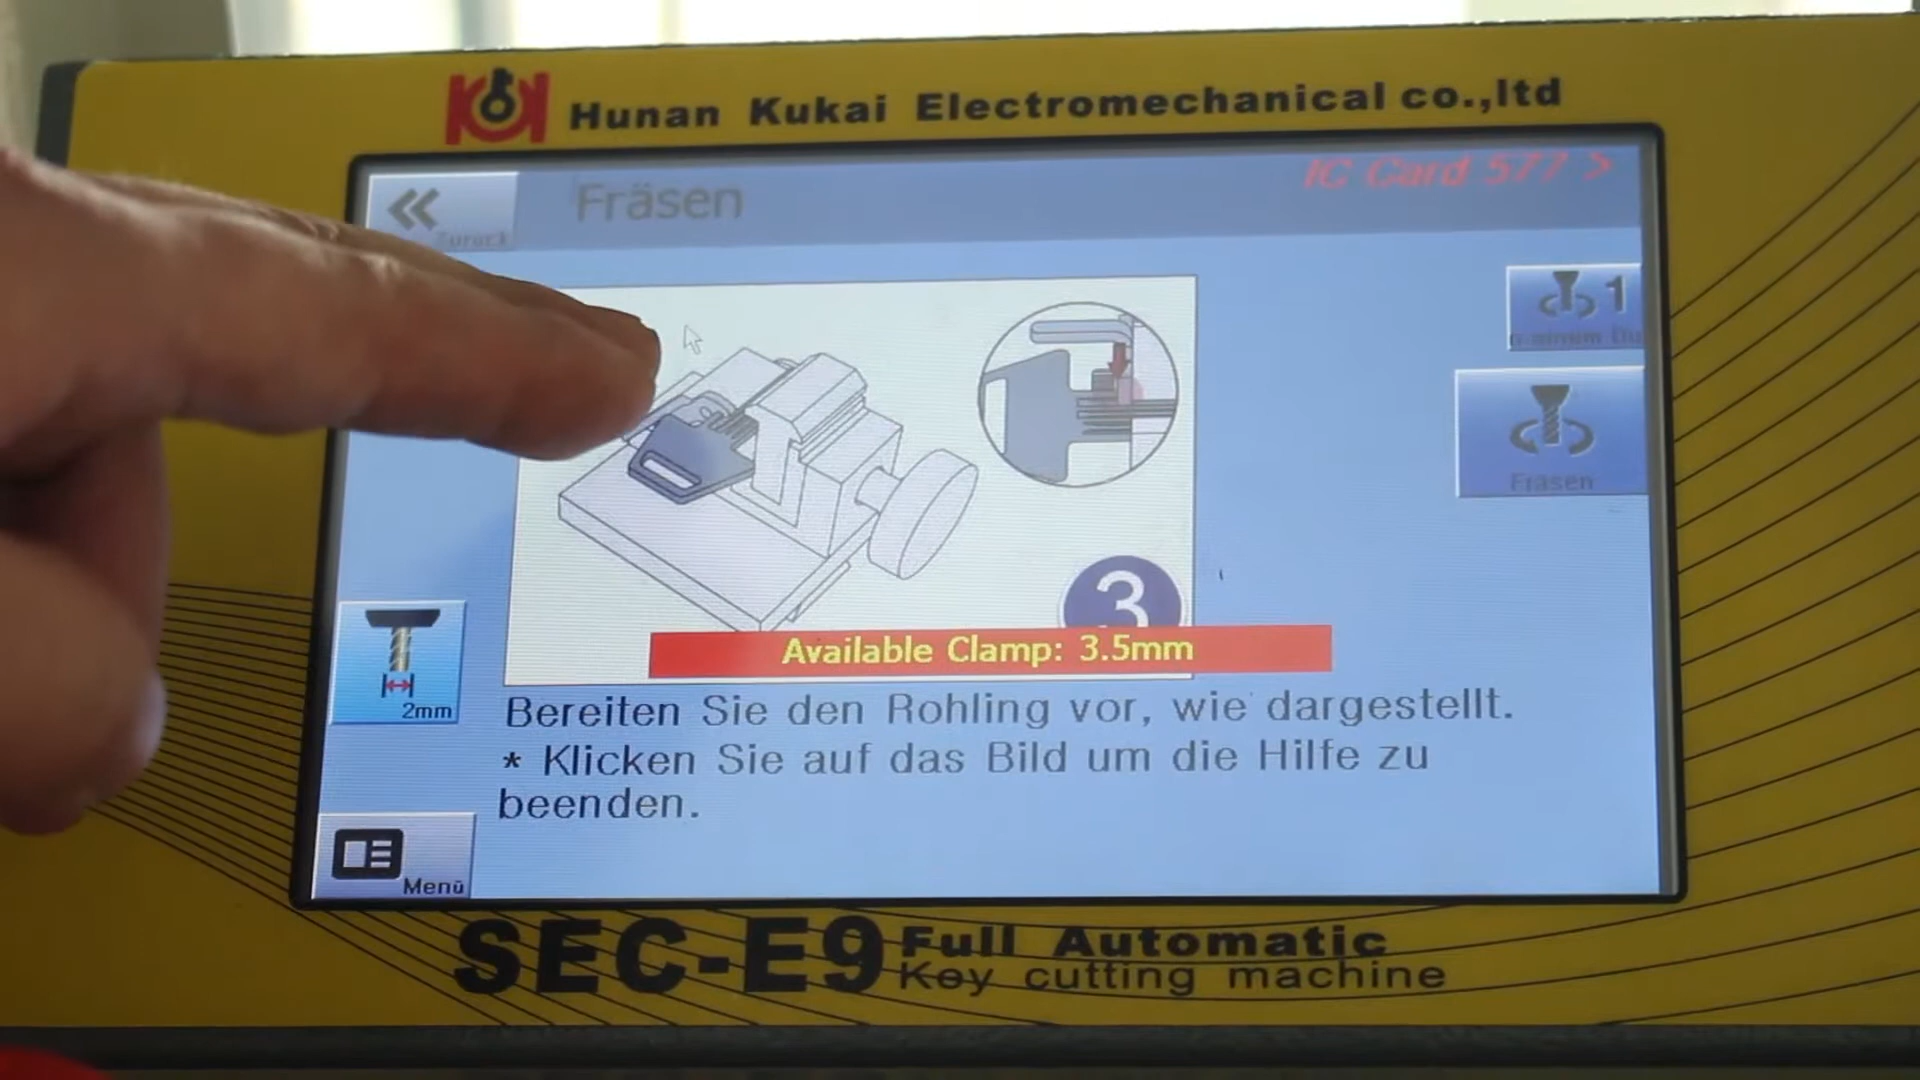 Hunan Kukai Electromechanical co.,ltd
IC Card 577 >
Zurück
Fräsen
1
Fräsen
3
Available Clamp: 3.5mm
2mm
Bereiten Sie den Rohling vor, wie dargestellt.
* Klicken Sie auf das Bild um die Hilfe zu
beenden.
Menü
SEC-E9 Full Automatic
Key cutting machine